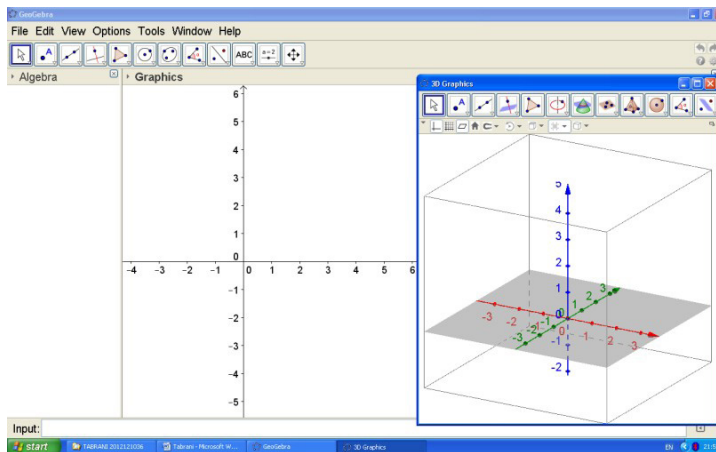 GeoGebra
File Edit View Options Tools Window Help
A ABC a=2
Algebra
Graphics
6
5
4
3
2
1
0
-4 -3 -2 -1 0 1 2 3 4 5 6
-1
-2
-3
-4
-5
3D Graphics
A
4
3
2
1
0
-1
-2
-3 -2 -1 0 1 2 3
-3 -2 -1 0 1 2 3
Input:
start TABRANI 2012121036 Tabrani - Microsoft W... GeoGebra 3D Graphics EN